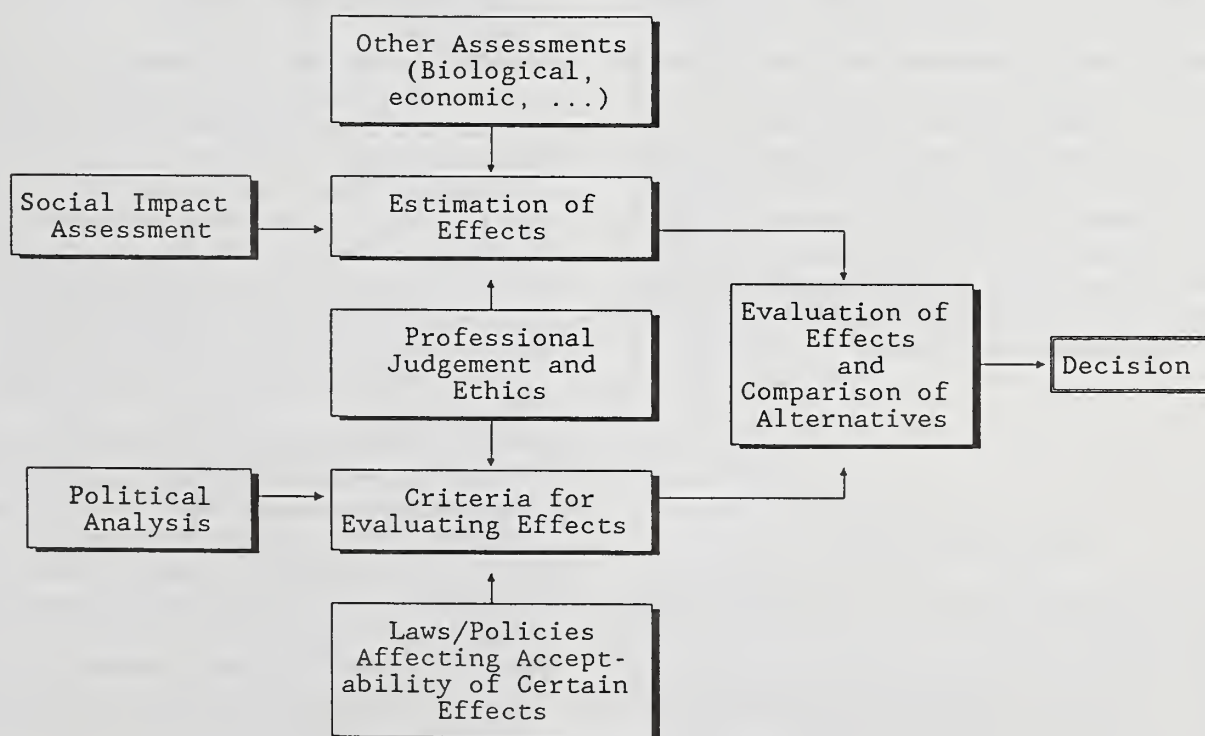 Other Assessments
(Biological,
economic, ...)
Social Impact
Assessment
Estimation of
Effects
Professional
Judgement and
Ethics
Evaluation of
Effects
and
Comparison of
Alternatives
Decision
Political
Analysis
Criteria for
Evaluating Effects
Laws/Policies
Affecting Accept-
ability of Certain
Effects